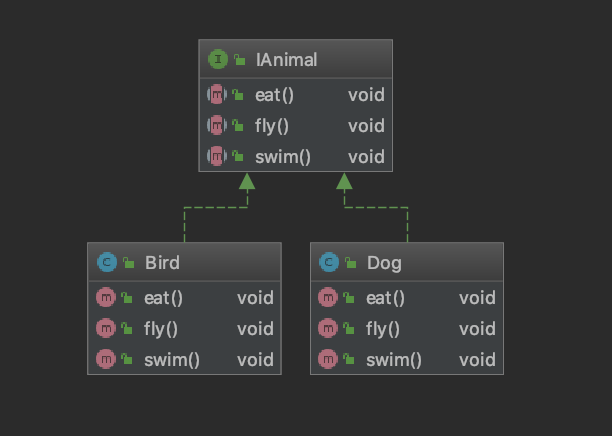 I IAnimal
m eat() void
m fly() void
m swim() void
C Bird
m eat() void
m fly() void
m swim() void
C Dog
m eat() void
m fly() void
m swim() void